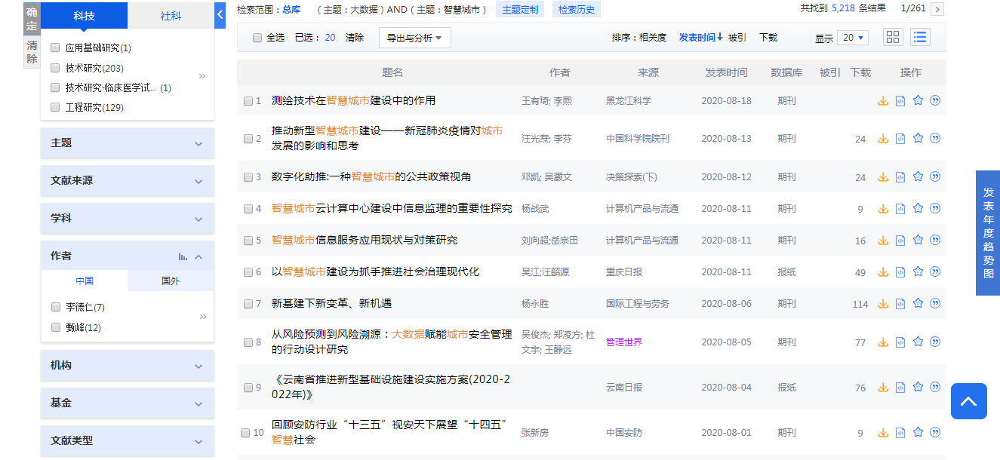 确定
清除
科技
社科
应用基础研究(1)
技术研究(203)
技术研究-临床医学试... (1)
工程研究(129)
主题
文献来源
学科
作者
中国
国外
李德仁(7)
甄峰(12)
机构
基金
文献类型
检索范围：总库 （主题：大数据）AND（主题：智慧城市） 主题定制 检索历史 共找到 5,218 条结果 1/261
全选 已选： 20 清除 导出与分析 排序：相关度 发表时间↓ 被引 下载 显示 20
题名 作者 来源 发表时间 数据库 被引 下载 操作
1 测绘技术在智慧城市建设中的作用 王有琦; 李熙 黑龙江科学 2020-08-18 期刊
2 推动新型智慧城市建设——新冠肺炎疫情对城市
发展的影响和思考 汪光焘; 李芬 中国科学院院刊 2020-08-13 期刊 24
3 数字化助推:一种智慧城市的公共政策视角 邓凯; 吴灏文 决策探索(下) 2020-08-12 期刊 24
4 智慧城市云计算中心建设中信息监理的重要性探究 杨战武 计算机产品与流通 2020-08-11 期刊 9
5 智慧城市信息服务应用现状与对策研究 刘向超;岳宗田 计算机产品与流通 2020-08-11 期刊 16
6 以智慧城市建设为抓手推进社会治理现代化 吴江;汪韶源 重庆日报 2020-08-11 报纸 49
7 新基建下新变革、新机遇 杨永胜 国际工程与劳务 2020-08-06 期刊 114
8 从风险预测到风险溯源：大数据赋能城市安全管理
的行动设计研究 吴俊杰; 郑凌方; 杜
文宇; 王静远 管理世界 2020-08-05 期刊 77
9 《云南省推进新型基础设施建设实施方案(2020-2
022年)》 云南日报 2020-08-04 报纸 76
10 回顾安防行业“十三五”视安天下展望“十四五”
智慧社会 张新房 中国安防 2020-08-01 期刊 9
发表年度趋势图